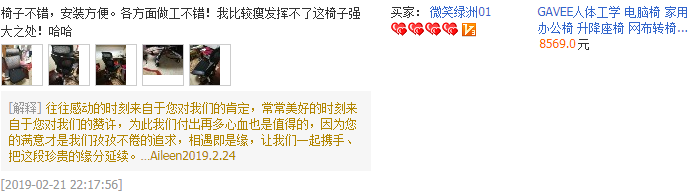 椅子不错，安装方便。各方面做工不错！我比较瘦发挥不了这椅子强
大之处！哈哈
[解释] 往往感动的时刻来自于您对我们的肯定，常常美好的时刻来
自于您对我们的赞许，为此我们付出再多心血也是值得的，因为您
的满意才是我们孜孜不倦的追求，相遇即是缘，让我们一起携手、
把这段珍贵的缘分延续。...Aileen2019.2.24
[2019-02-21 22:17:56]
买家：微笑绿洲01
GAVEE人体工学 电脑椅 家用
办公椅 升降座椅 网布转椅...
8569.0元